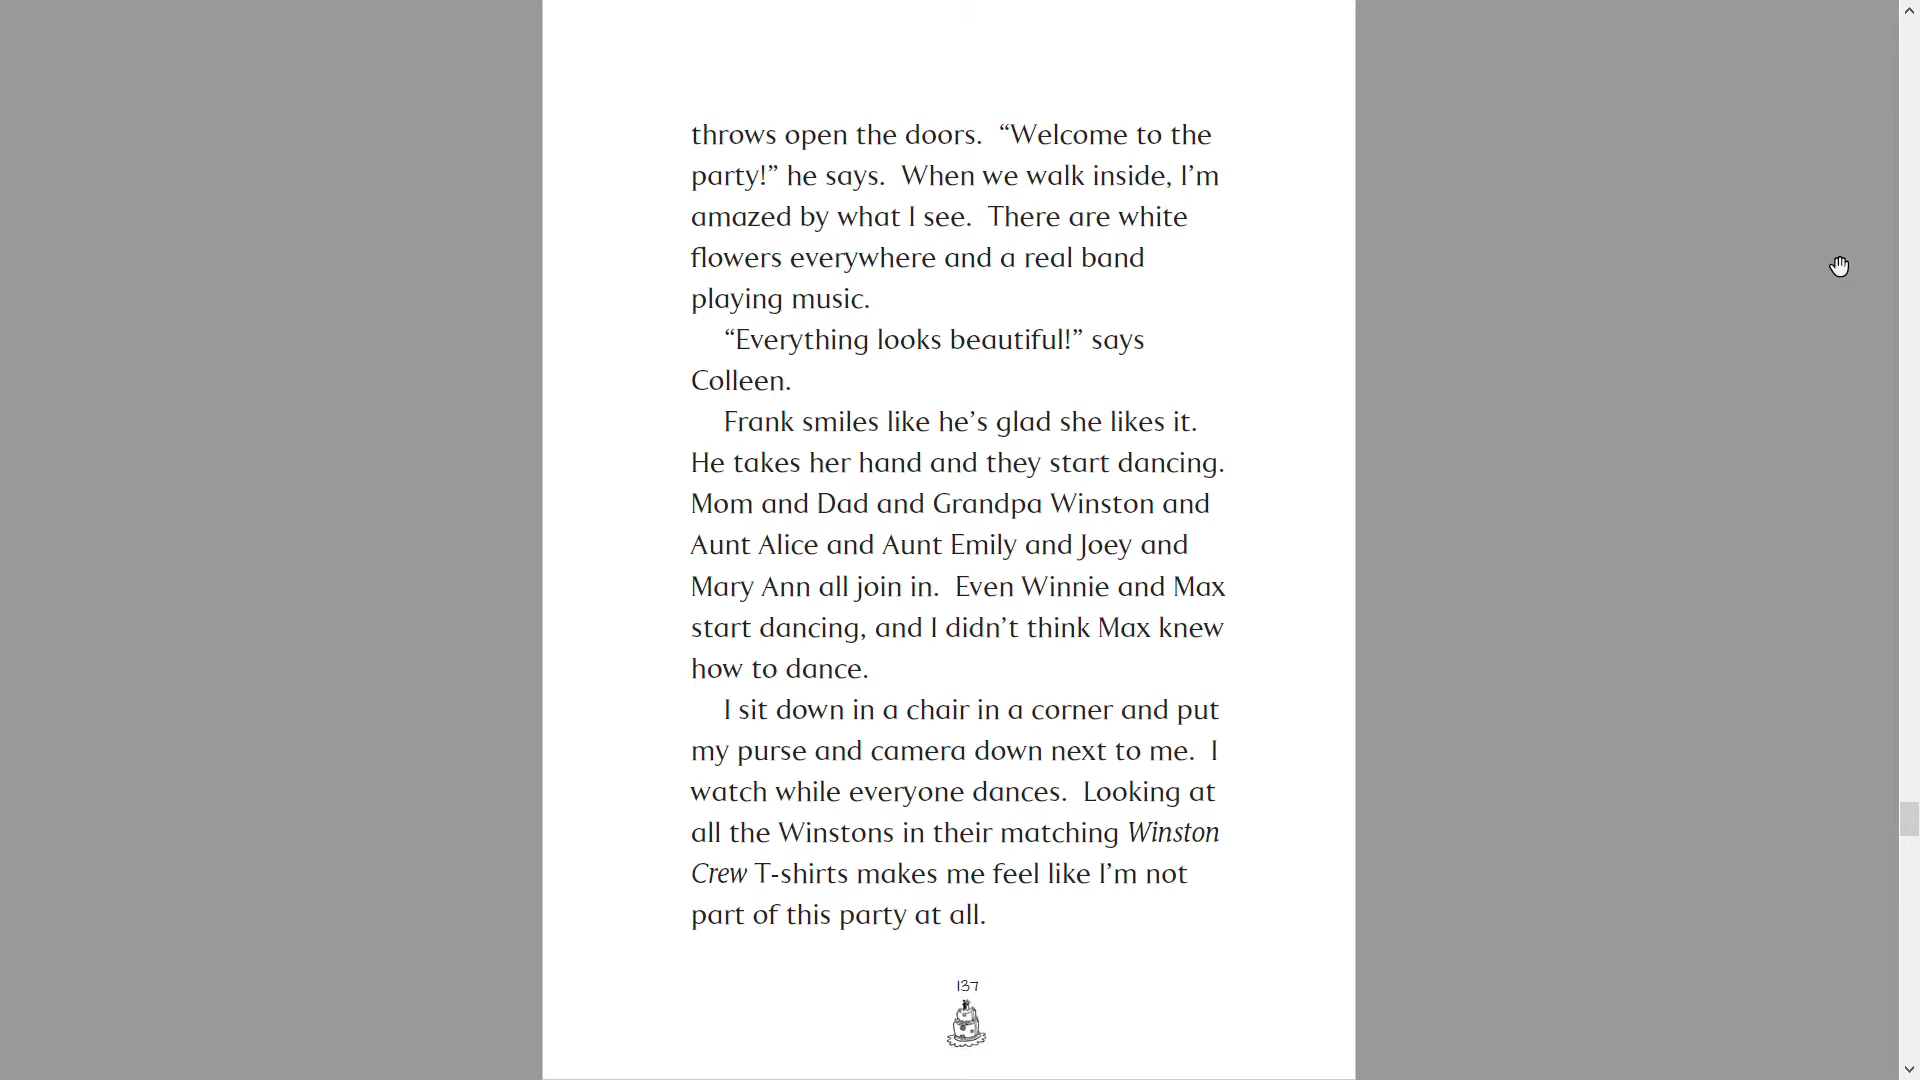 throws open the doors.  “Welcome to the
party!” he says.  When we walk inside, I’m
amazed by what I see.  There are white
flowers everywhere and a real band
playing music.
“Everything looks beautiful!” says
Colleen.
Frank smiles like he’s glad she likes it.
He takes her hand and they start dancing.
Mom and Dad and Grandpa Winston and
Aunt Alice and Aunt Emily and Joey and
Mary Ann all join in.  Even Winnie and Max
start dancing, and I didn’t think Max knew
how to dance.
I sit down in a chair in a corner and put
my purse and camera down next to me.  I
watch while everyone dances.  Looking at
all the Winstons in their matching Winston
Crew T-shirts makes me feel like I’m not
part of this party at all.
137